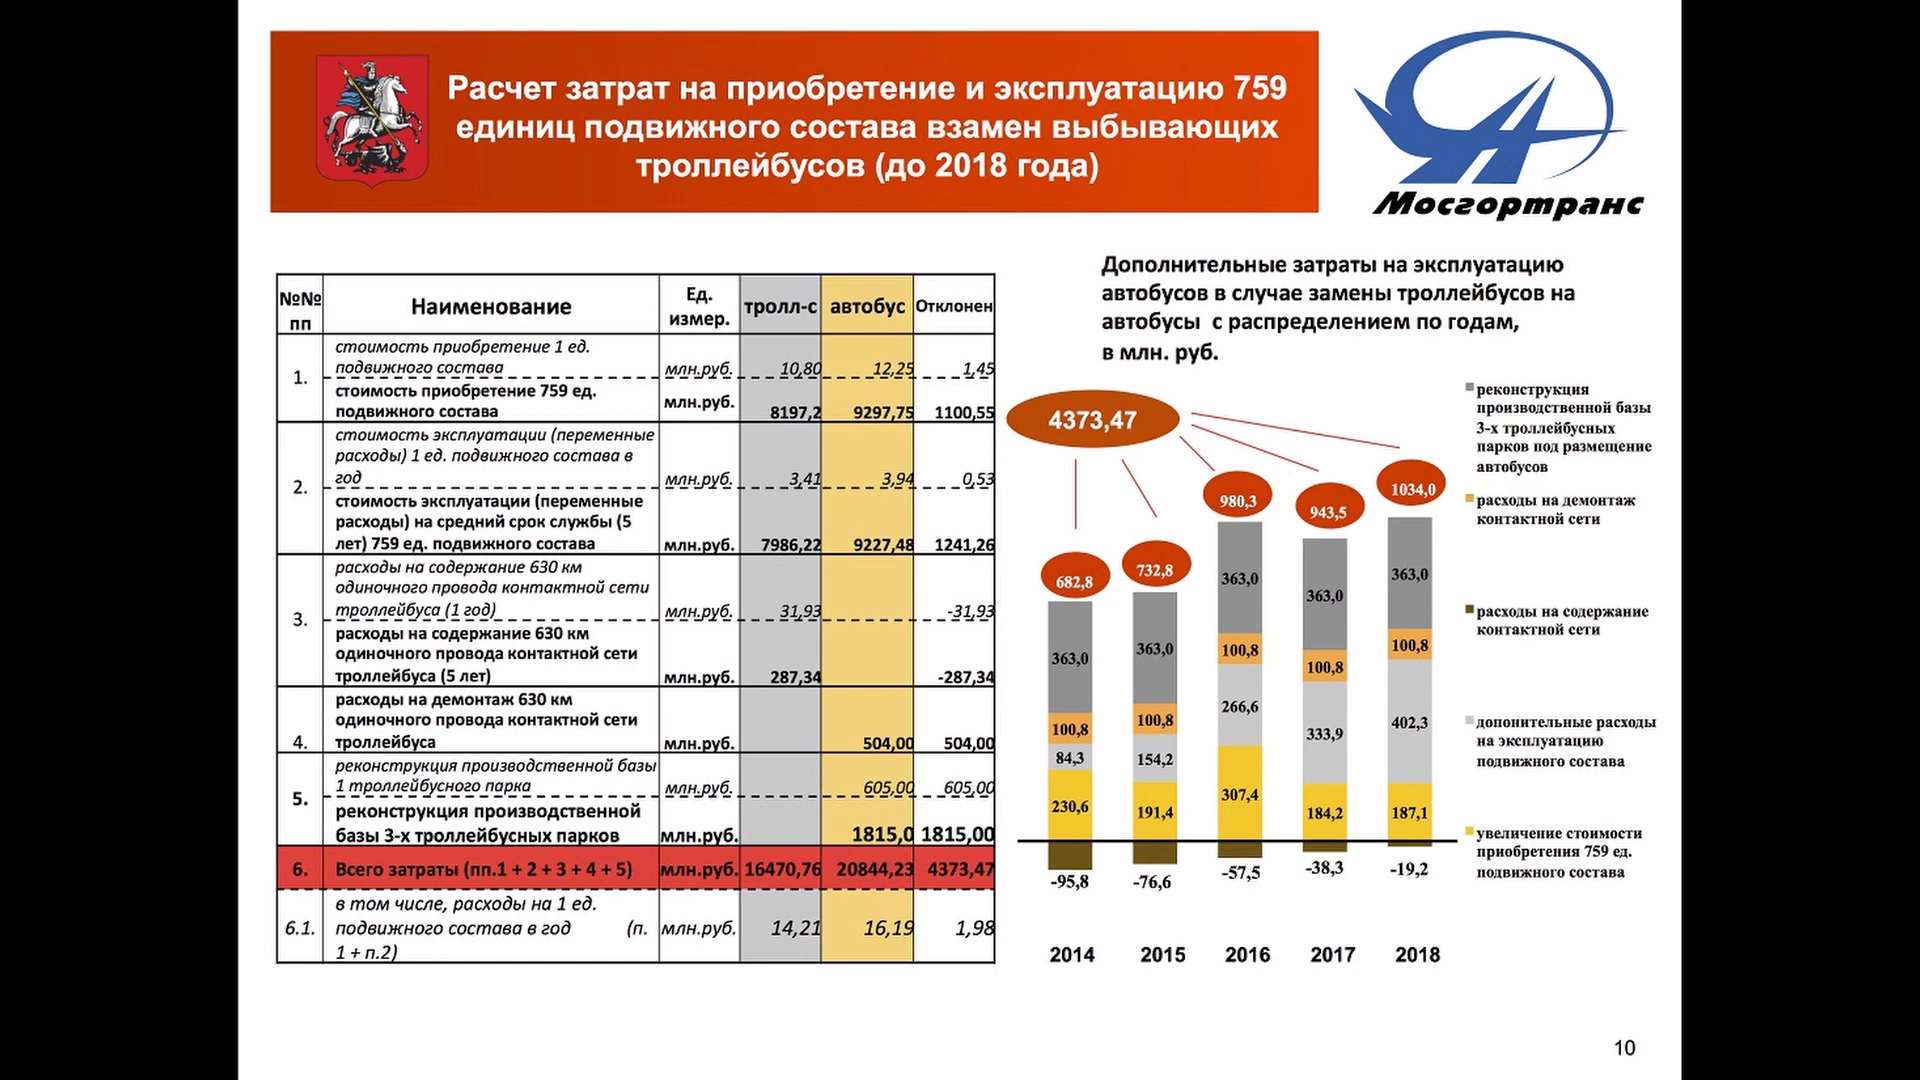 Расчет затрат на приобретение и эксплуатацию 759
единиц подвижного состава взамен выбывающих
троллейбусов (до 2018 года)
Мосгортранс
№№
пп
Наименование
Ед.
измер.
тролл-с
автобус
Отклонен
1.
стоимость приобретение 1 ед.
подвижного состава
млн.руб.
10,80
12,25
1,45
стоимость приобретение 759 ед.
подвижного состава
млн.руб.
8197,2
9297,75
1100,55
2.
стоимость эксплуатации (переменные
расходы) 1 ед. подвижного состава в
год
млн.руб.
3,41
3,94
0,53
стоимость эксплуатации (переменные
расходы) на средний срок службы (5
лет) 759 ед. подвижного состава
млн.руб.
7986,22
9227,48
1241,26
3.
расходы на содержание 630 км
одиночного провода контактной сети
троллейбуса (1 год)
млн.руб.
31,93
-31,93
расходы на содержание 630 км
одиночного провода контактной сети
троллейбуса (5 лет)
млн.руб.
287,34
-287,34
4.
расходы на демонтаж 630 км
одиночного провода контактной сети
троллейбуса
млн.руб.
504,00
504,00
5.
реконструкция производственной базы
1 троллейбусного парка
млн.руб.
605,00
605,00
реконструкция производственной
базы 3-х троллейбусных парков
млн.руб.
1815,0
1815,00
6.
Всего затраты (пп.1 + 2 + 3 + 4 + 5)
млн.руб.
16470,76
20844,23
4373,47
6.1.
в том числе, расходы на 1 ед.
подвижного состава в год (п.
1 + п.2)
млн.руб.
14,21
16,19
1,98
Дополнительные затраты на эксплуатацию
автобусов в случае замены троллейбусов на
автобусы с распределением по годам,
в млн. руб.
4373,47
682,8
732,8
980,3
943,5
1034,0
363,0
363,0
363,0
363,0
363,0
100,8
100,8
100,8
100,8
100,8
84,3
154,2
266,6
333,9
402,3
230,6
191,4
307,4
184,2
187,1
-95,8
-76,6
-57,5
-38,3
-19,2
2014
2015
2016
2017
2018
реконструкция
производственной базы
3-х троллейбусных
парков под размещение
автобусов
расходы на демонтаж
контактной сети
расходы на содержание
контактной сети
допонительные расходы
на эксплуатацию
подвижного состава
увеличение стоимости
приобретения 759 ед.
подвижного состава
10